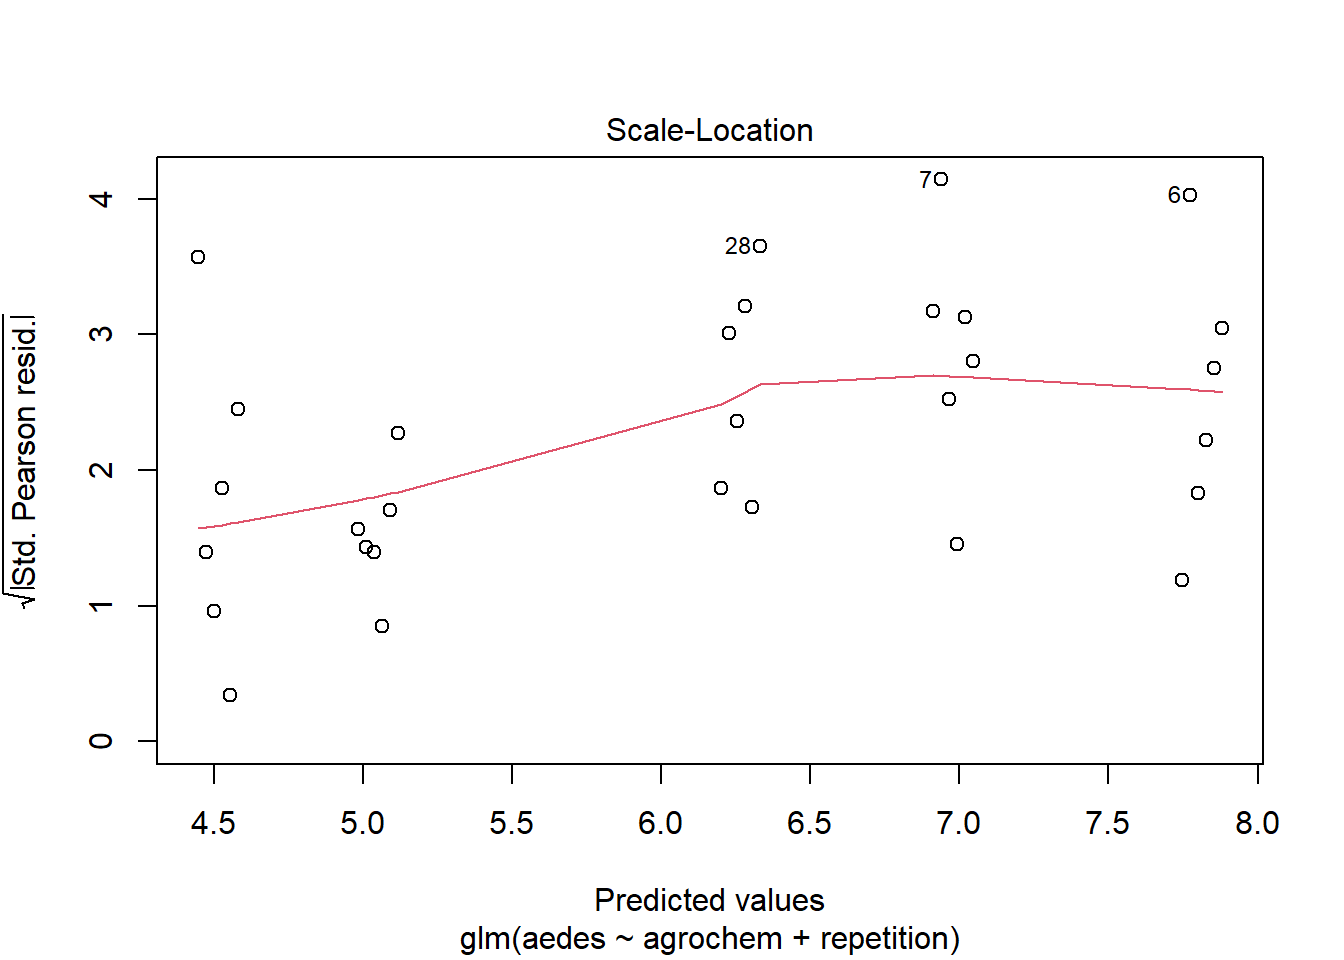 Scale-Location
√|Std. Pearson resid.|
4
3
2
1
0
7
6
28
4.5 5.0 5.5 6.0 6.5 7.0 7.5 8.0
Predicted values
glm(aedes ~ agrochem + repetition)